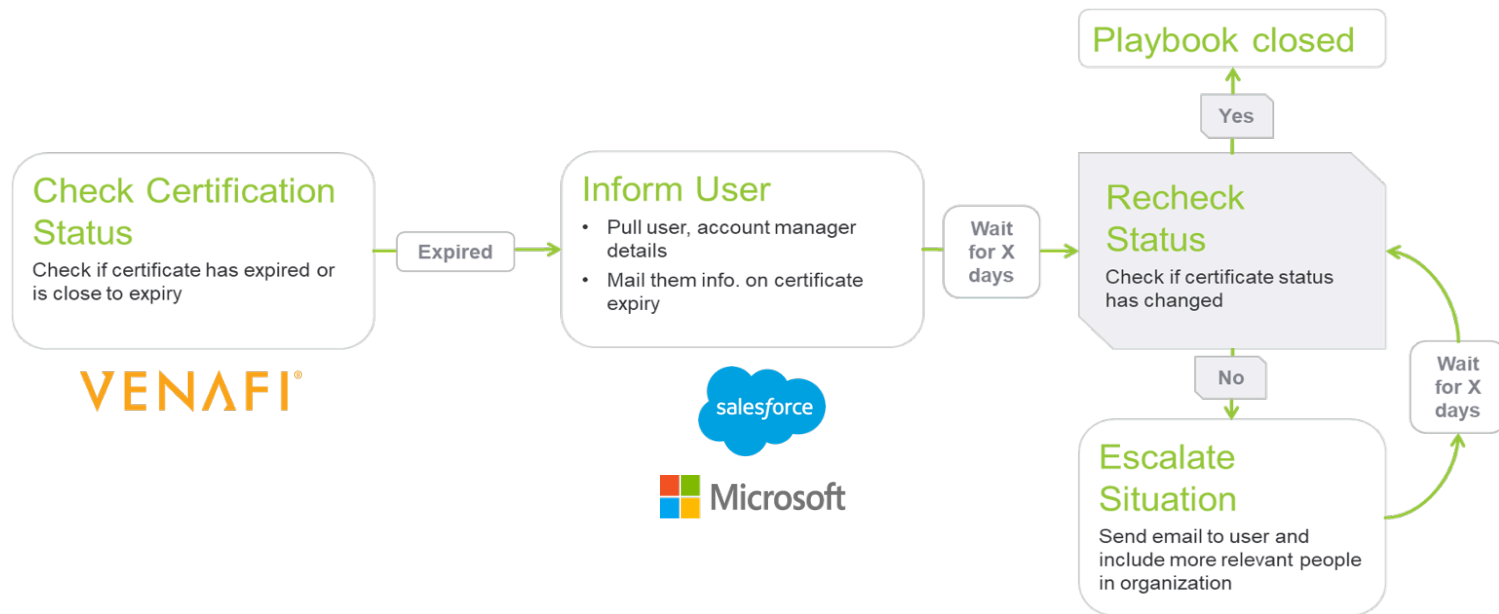 Playbook closed
Yes
Check Certification
Status
Check if certificate has expired or
is close to expiry
Expired
Inform User
• Pull user, account manager
details
• Mail them info. on certificate
expiry
Wait
for X
days
Recheck
Status
Check if certificate status
has changed
No
Wait
for X
days
Escalate
Situation
Send email to user and
include more relevant people
in organization
VENAFI®
salesforce
Microsoft